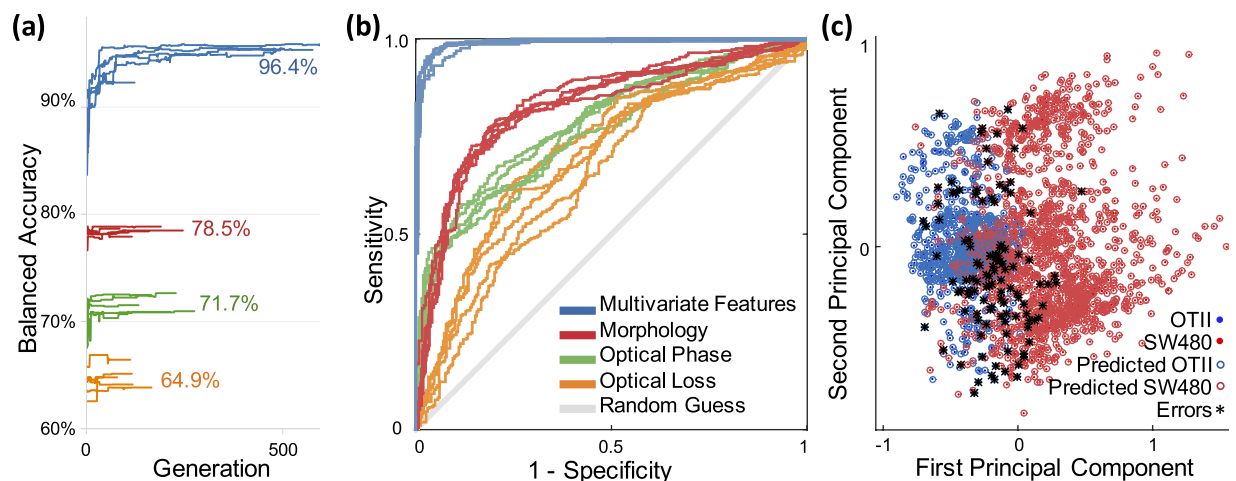 (a)
Balanced Accuracy
90%
80%
70%
60%
96.4%
78.5%
71.7%
64.9%
0
500
Generation
(b)
Sensitivity
1.0
0.5
0
Multivariate Features
Morphology
Optical Phase
Optical Loss
Random Guess
0
0.5
1
1 - Specificity
(c)
Second Principal Component
1
0
OTII
SW480
Predicted OTII
Predicted SW480
Errors *
-1
0
1
First Principal Component